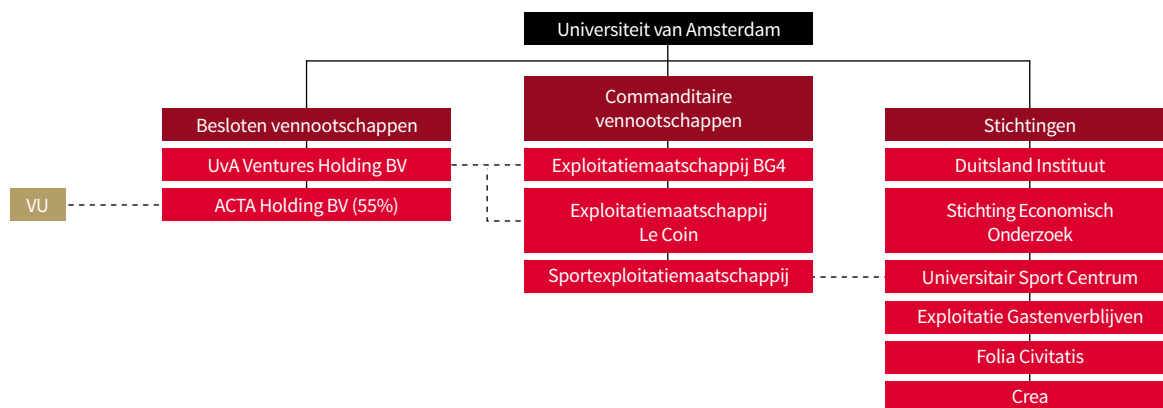 Universiteit van Amsterdam
Besloten vennootschappen
UvA Ventures Holding BV
VU
ACTA Holding BV (55%)
Commanditaire
vennootschappen
Exploitatiemaatschappij BG4
Exploitatiemaatschappij
Le Coin
Sportexploitatiemaatschappij
Stichtingen
Duitsland Instituut
Stichting Economisch
Onderzoek
Universitair Sport Centrum
Exploitatie Gastenverblijven
Folia Civitatis
Crea